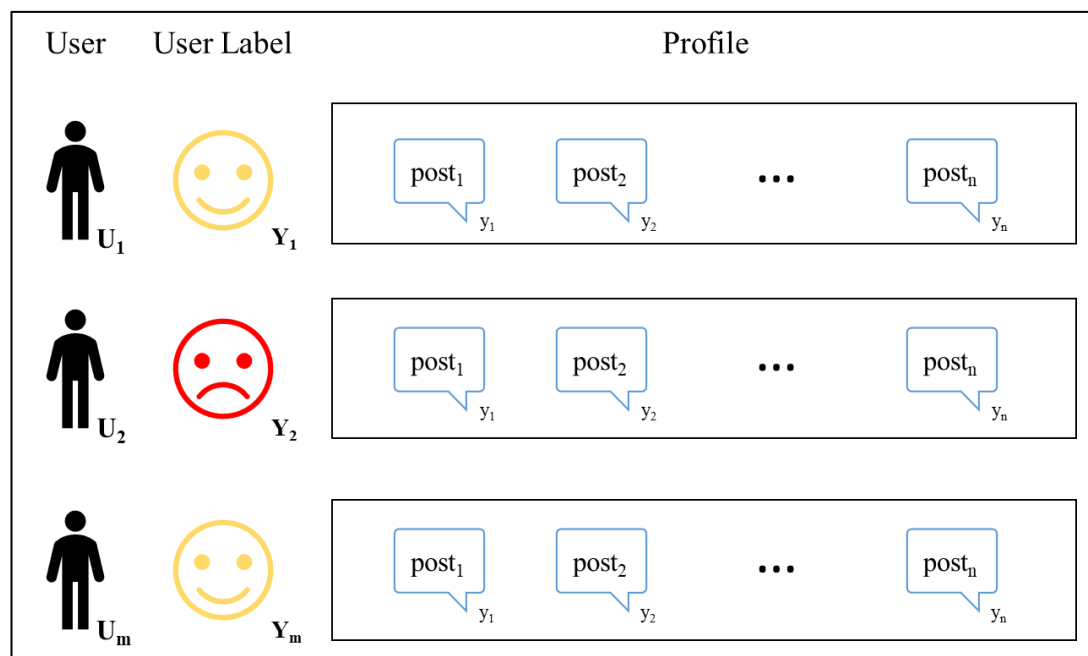 User User Label Profile
post₁ post₂ ... postₙ
y₁ y₂ yₙ
U₁ Y₁
post₁ post₂ ... postₙ
y₁ y₂ yₙ
U₂ Y₂
post₁ post₂ ... postₙ
y₁ y₂ yₙ
Uₘ Yₘ